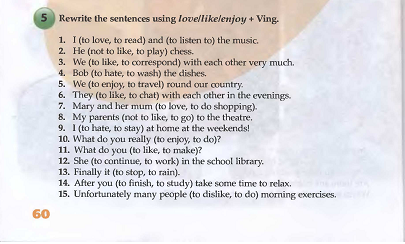 5 Rewrite the sentences using love/like/enjoy + Ving.
1. I (to love, to read) and (to listen to) the music.
2. He (not to like, to play) chess.
3. We (to like, to correspond) with each other very much.
4. Bob (to hate, to wash) the dishes.
5. We (to enjoy, to travel) round our country.
6. They (to like, to chat) with each other in the evenings.
7. Mary and her mum (to love, to do shopping).
8. My parents (not to like, to go) to the theatre.
9. I (to hate, to stay) at home at the weekends!
10. What do you really (to enjoy, to do)?
11. What do you (to like, to make)?
12. She (to continue, to work) in the school library.
13. Finally it (to stop, to rain).
14. After you (to finish, to study) take some time to relax.
15. Unfortunately many people (to dislike, to do) morning exercises.
60